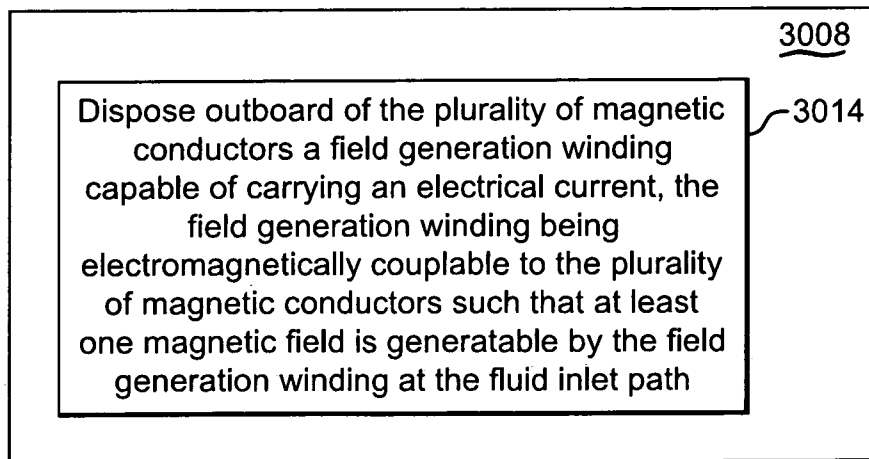 3008
Dispose outboard of the plurality of magnetic
conductors a field generation winding
capable of carrying an electrical current, the
field generation winding being
electromagnetically couplable to the plurality
of magnetic conductors such that at least
one magnetic field is generatable by the field
generation winding at the fluid inlet path
3014